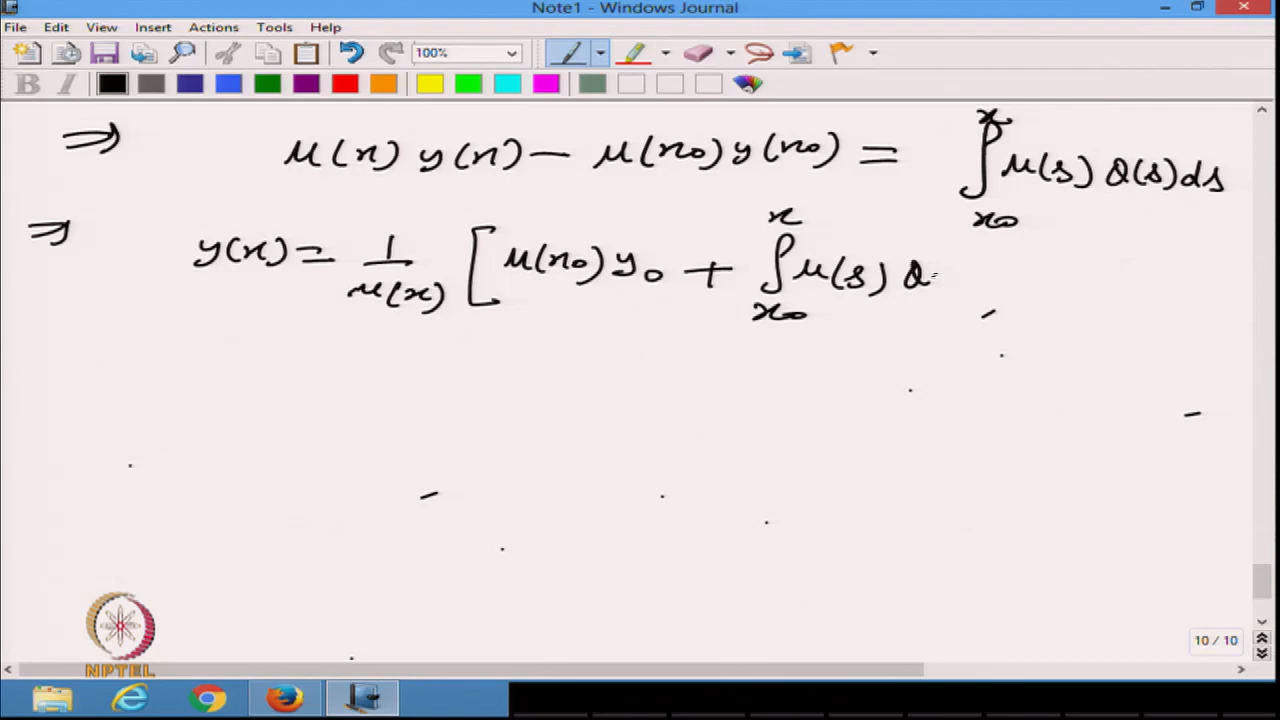 Note1 - Windows Journal
File Edit View Insert Actions Tools Help
100%
B I
⇒ μ(x) y(x) − μ(x₀) y(x₀) = ∫_{x₀}^{x} μ(s) Q(s) ds
⇒ y(x) = 1/μ(x) [ μ(x₀) y₀ + ∫_{x₀}^{x} μ(s) Q
10 / 10
NPTEL